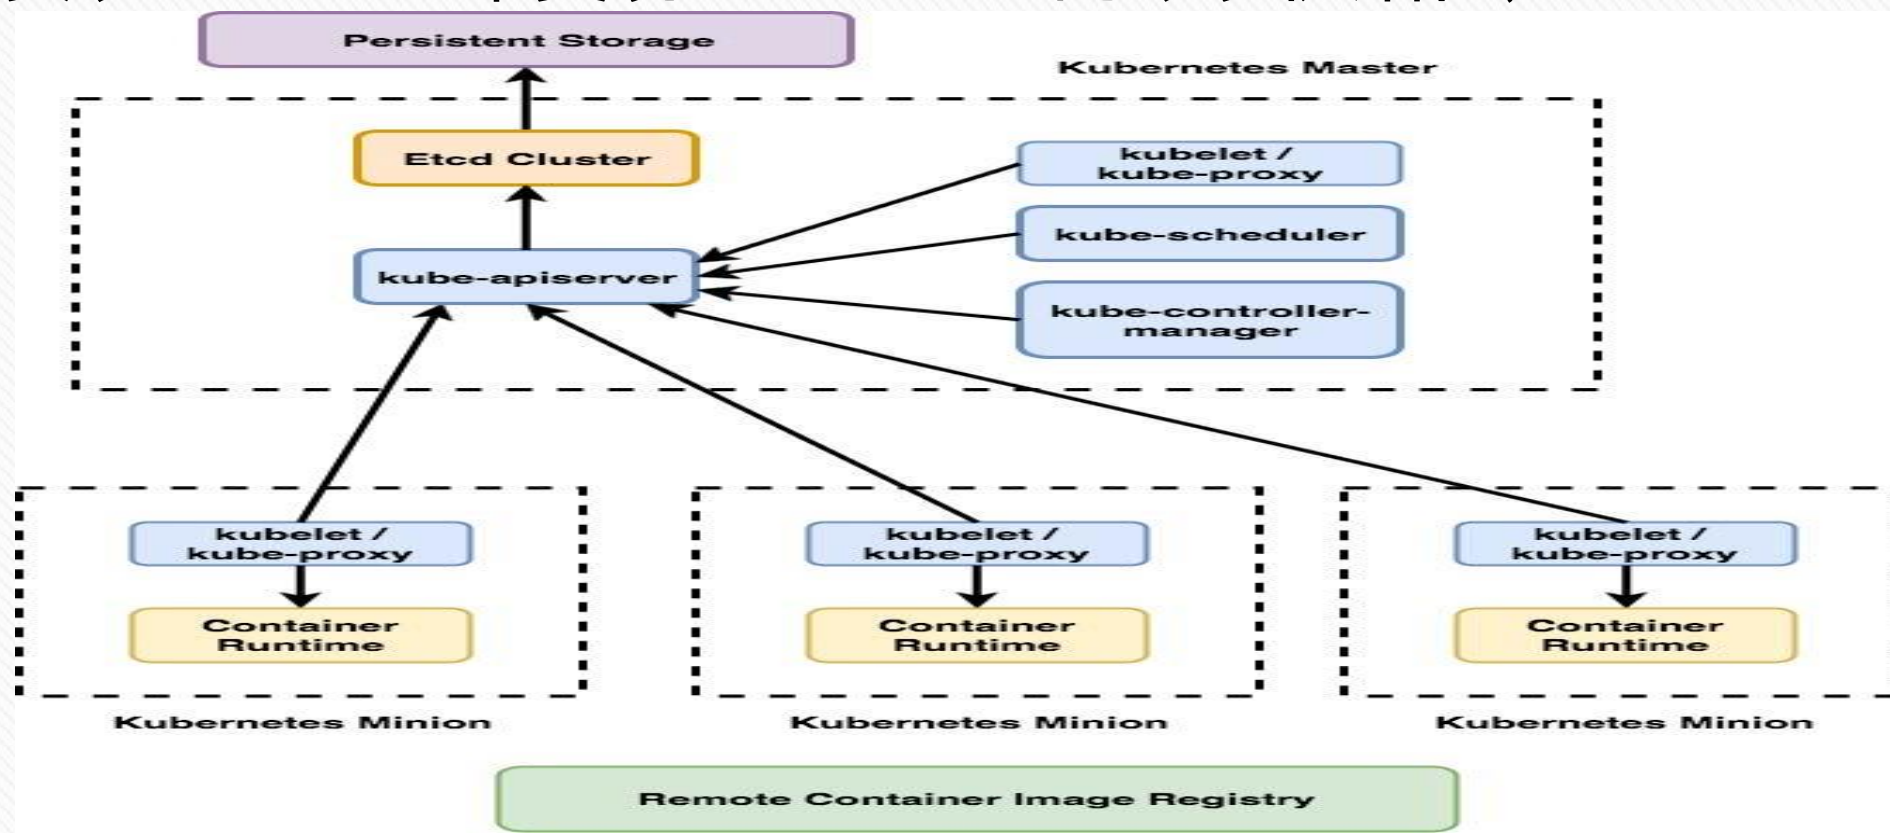 Persistent Storage
Kubernetes Master
Etcd Cluster
kubelet /
kube-proxy
kube-scheduler
kube-apiserver
kube-controller-
manager
kubelet /
kube-proxy
Container
Runtime
Kubernetes Minion
kubelet /
kube-proxy
Container
Runtime
Kubernetes Minion
kubelet /
kube-proxy
Container
Runtime
Kubernetes Minion
Remote Container Image Registry